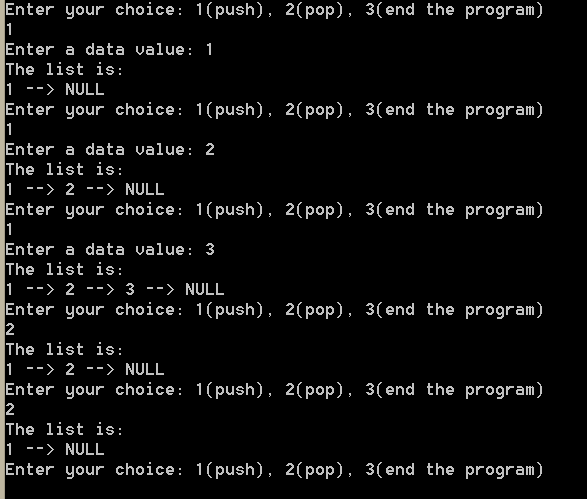 Enter your choice: 1(push), 2(pop), 3(end the program)
1
Enter a data value: 1
The list is:
1 --> NULL
Enter your choice: 1(push), 2(pop), 3(end the program)
1
Enter a data value: 2
The list is:
1 --> 2 --> NULL
Enter your choice: 1(push), 2(pop), 3(end the program)
1
Enter a data value: 3
The list is:
1 --> 2 --> 3 --> NULL
Enter your choice: 1(push), 2(pop), 3(end the program)
2
The list is:
1 --> 2 --> NULL
Enter your choice: 1(push), 2(pop), 3(end the program)
2
The list is:
1 --> NULL
Enter your choice: 1(push), 2(pop), 3(end the program)